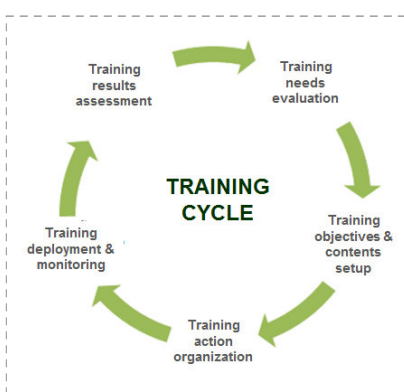 Training
results
assessment
Training
needs
evaluation
TRAINING
CYCLE
Training
objectives &
contents
setup
Training
deployment &
monitoring
Training
action
organization